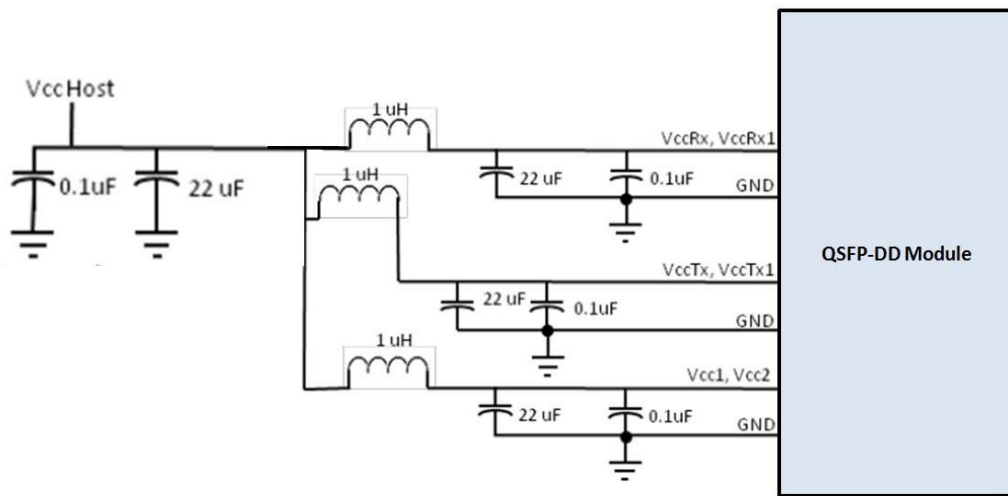 VccHost
0.1uF
22 uF
1 uH
VccRx, VccRx1
22 uF
0.1uF
GND
1 uH
VccTx, VccTx1
22 uF
0.1uF
GND
1 uH
Vcc1, Vcc2
22 uF
0.1uF
GND
QSFP-DD Module